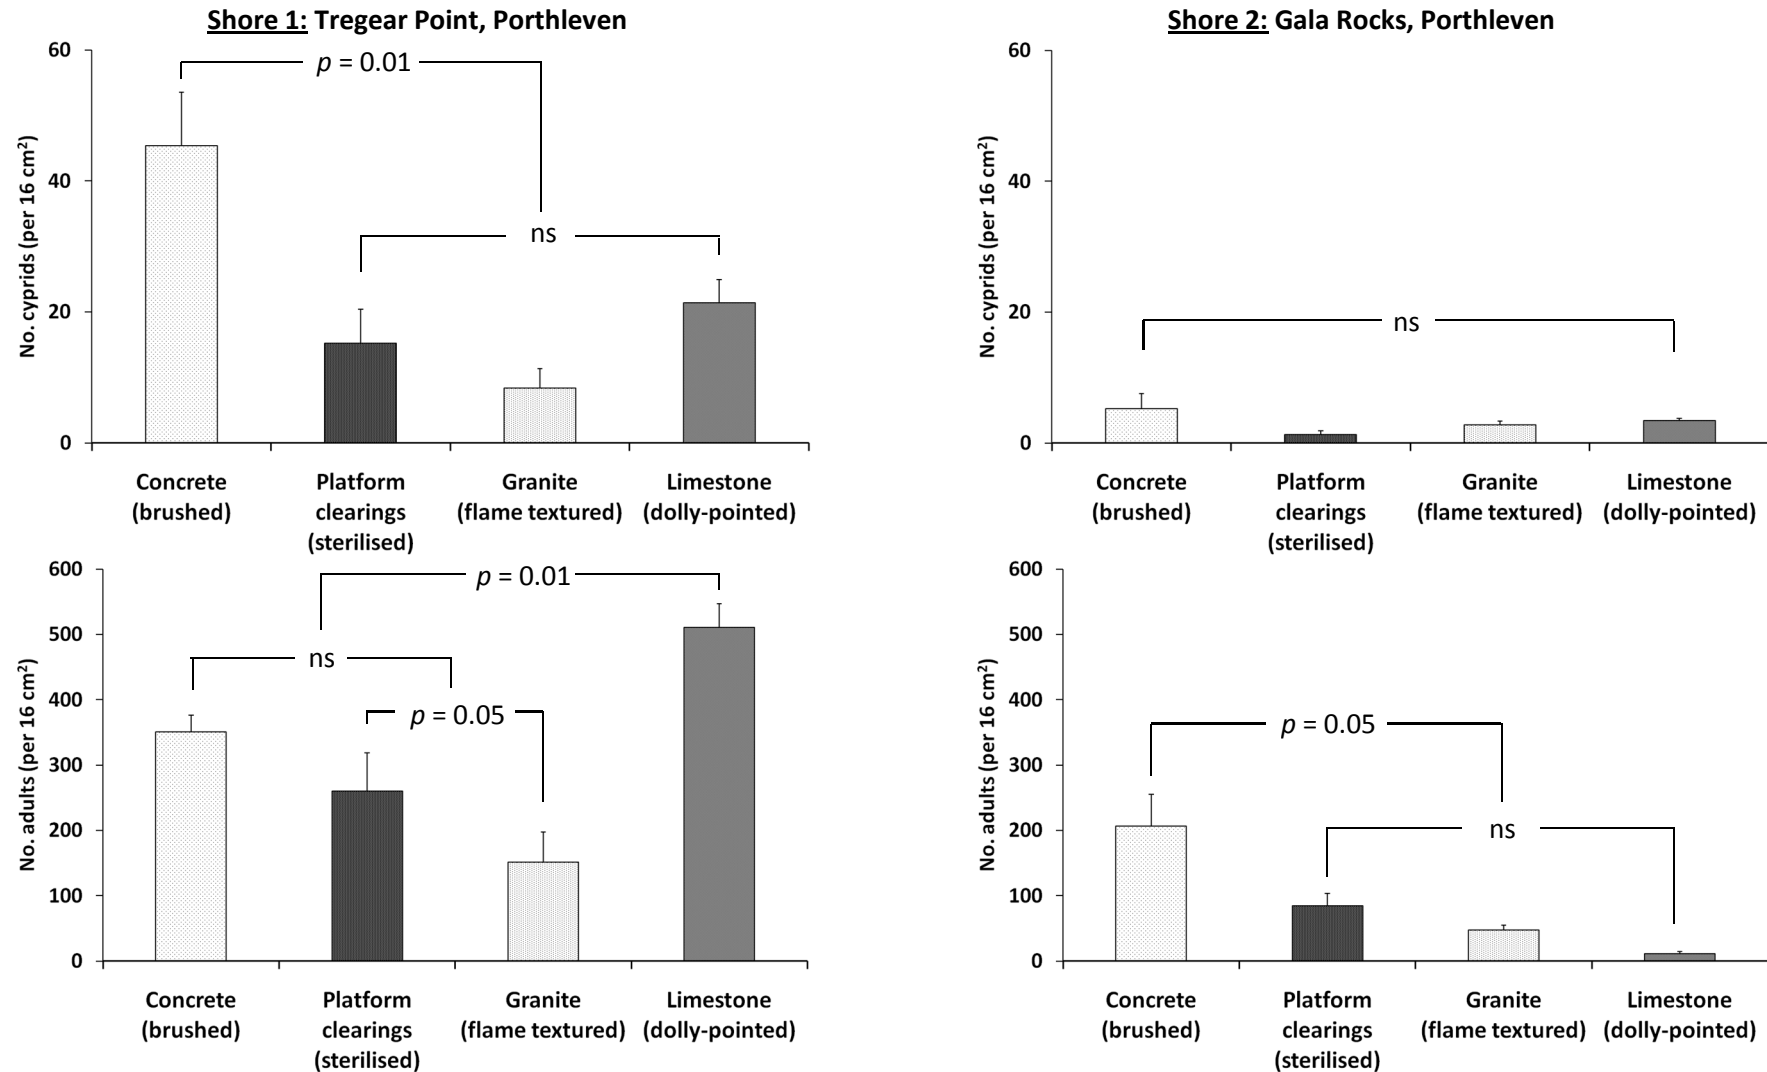 Shore 1: Tregear Point, Porthleven
60
40
20
0
No. cyprids (per 16 cm²)
p = 0.01
ns
Concrete
(brushed)
Platform
clearings
(sterilised)
Granite
(flame textured)
Limestone
(dolly-pointed)
Shore 2: Gala Rocks, Porthleven
60
40
20
0
No. cyprids (per 16 cm²)
ns
Concrete
(brushed)
Platform
clearings
(sterilised)
Granite
(flame textured)
Limestone
(dolly-pointed)
600
500
400
300
200
100
0
No. adults (per 16 cm²)
p = 0.01
ns
p = 0.05
Concrete
(brushed)
Platform
clearings
(sterilised)
Granite
(flame textured)
Limestone
(dolly-pointed)
600
500
400
300
200
100
0
No. adults (per 16 cm²)
p = 0.05
ns
Concrete
(brushed)
Platform
clearings
(sterilised)
Granite
(flame textured)
Limestone
(dolly-pointed)